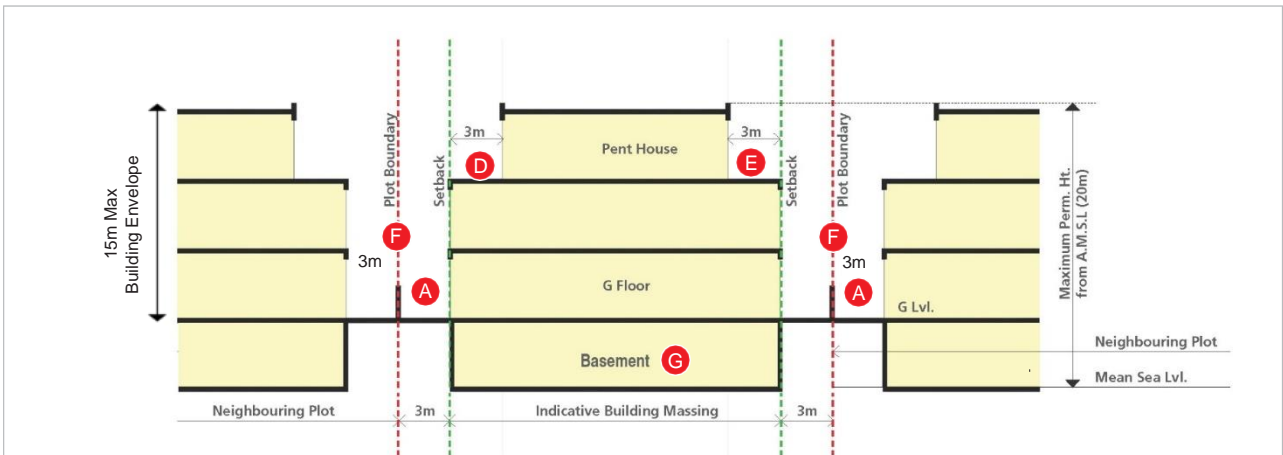 15m Max
Building Envelope
Plot Boundary
Setback
3m
D
Pent House
3m
E
Setback
Plot Boundary
Maximum Perm. Ht.
from A.M.S.L (20m)
F
3m
A
G Floor
F
3m
A
G Lvl.
Basement
G
Neighbouring Plot
Mean Sea Lvl.
Neighbouring Plot
3m
Indicative Building Massing
3m